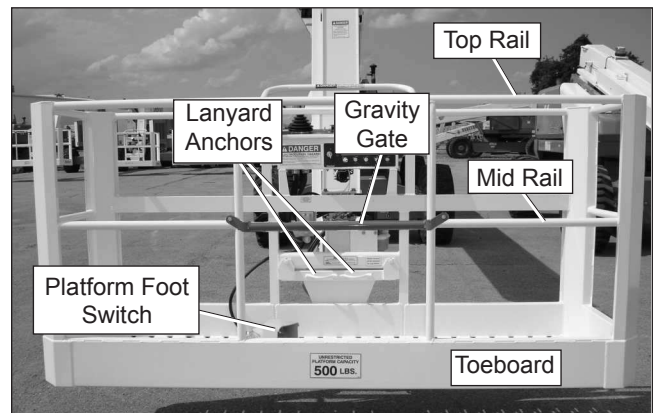 Top Rail
Lanyard
Anchors
Gravity
Gate
DANGER
Mid Rail
Platform Foot
Switch
UNRESTRICTED
PLATFORM CAPACITY
500 LBS.
Toeboard